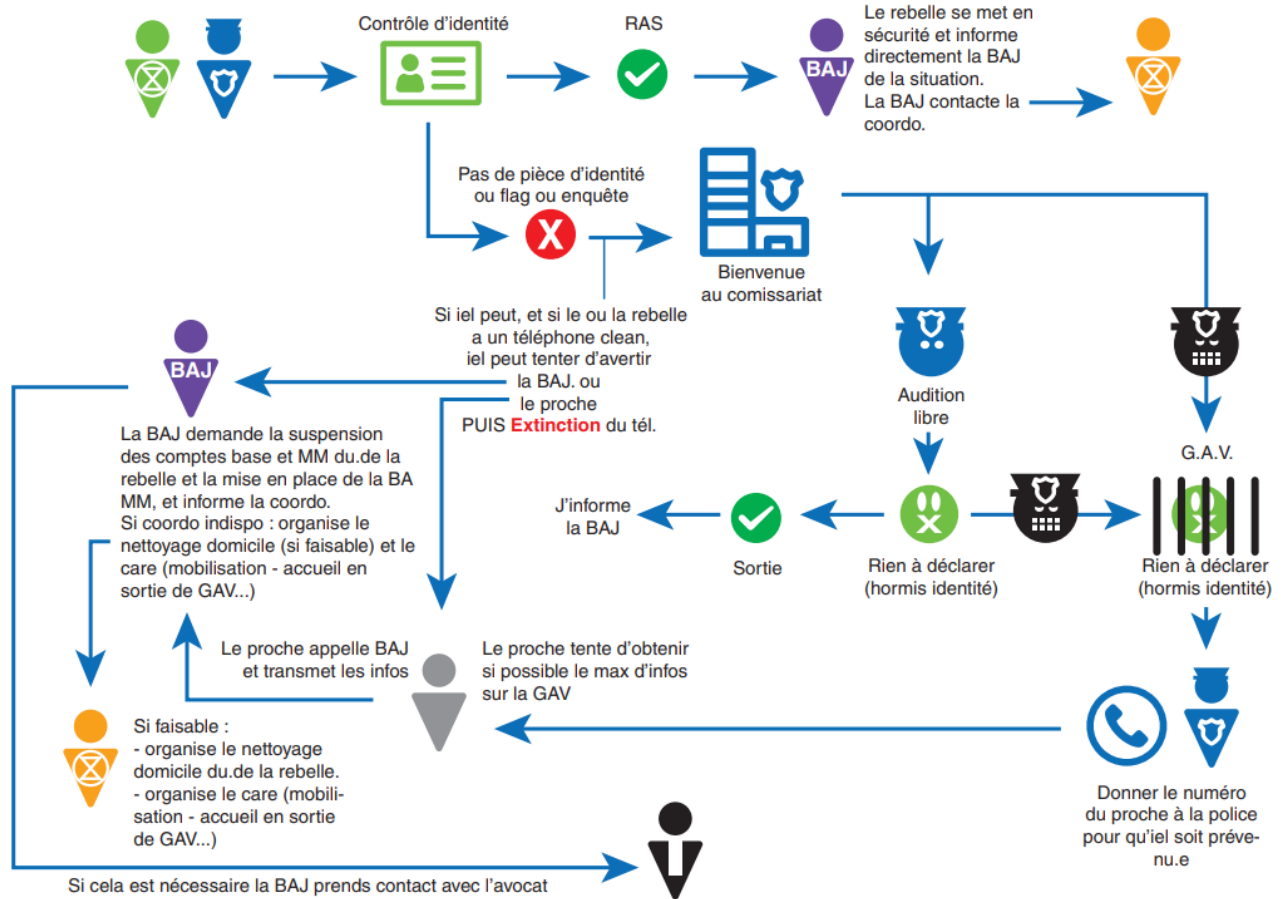 Contrôle d'identité
RAS
Le rebelle se met en
sécurité et informe
directement la BAJ
de la situation.
La BAJ contacte la
coordo.
BAJ
Pas de pièce d'identité
ou flag ou enquête
X
Bienvenue
au comissariat
Si iel peut, et si le ou la rebelle
a un téléphone clean,
iel peut tenter d'avertir
la BAJ. ou
le proche
PUIS Extinction du tél.
BAJ
La BAJ demande la suspension
des comptes base et MM du.de la
rebelle et la mise en place de la BA
MM, et informe la coordo.
Si coordo indispo : organise le
nettoyage domicile (si faisable) et le
care (mobilisation - accueil en
sortie de GAV...)
Audition
libre
G.A.V.
J'informe
la BAJ
Sortie
Rien à déclarer
(hormis identité)
Rien à déclarer
(hormis identité)
Le proche appelle BAJ
et transmet les infos
Le proche tente d'obtenir
si possible le max d'infos
sur la GAV
Si faisable :
- organise le nettoyage
domicile du.de la rebelle.
- organise le care (mobili-
sation - accueil en sortie
de GAV...)
Donner le numéro
du proche à la police
pour qu'iel soit préve-
nu.e
Si cela est nécessaire la BAJ prends contact avec l'avocat